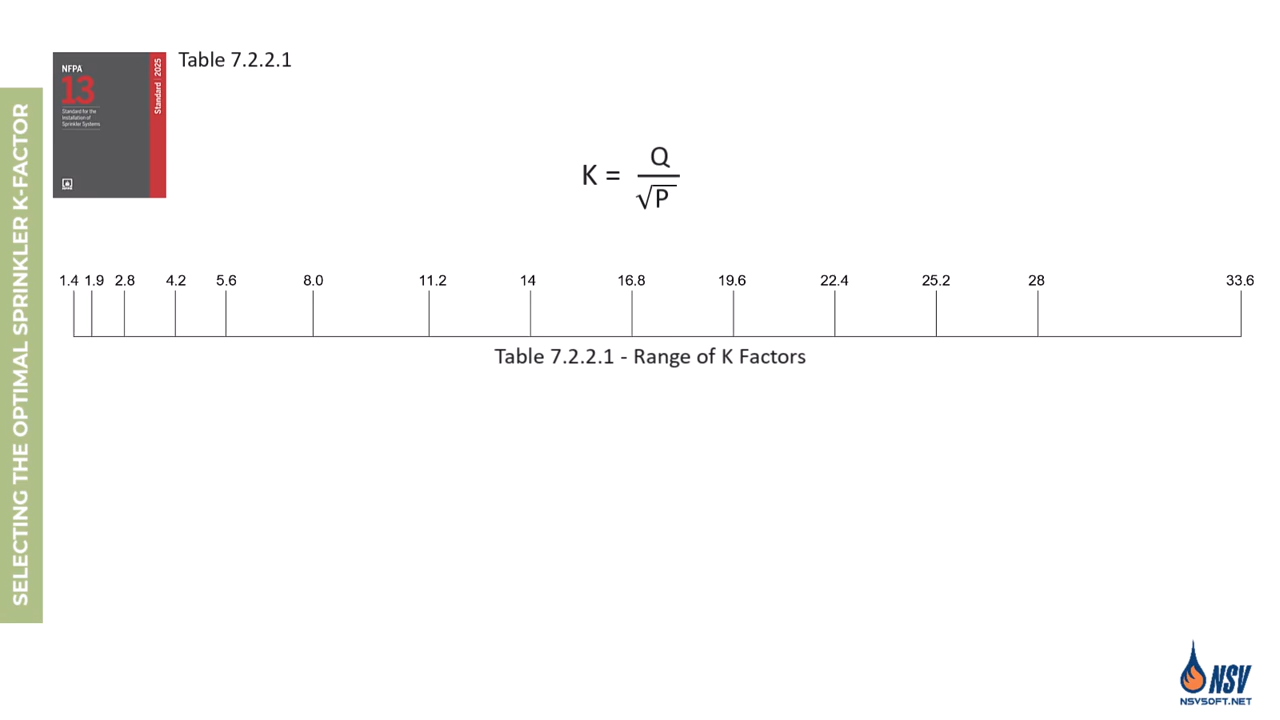 SELECTING THE OPTIMAL SPRINKLER K-FACTOR
NFPA
13
Standard for the
Installation of
Sprinkler Systems
Standard | 2025
Table 7.2.2.1
K = Q / √P
1.4 1.9 2.8 4.2 5.6 8.0 11.2 14 16.8 19.6 22.4 25.2 28 33.6
Table 7.2.2.1 - Range of K Factors
NSV
NSVSOFT.NET